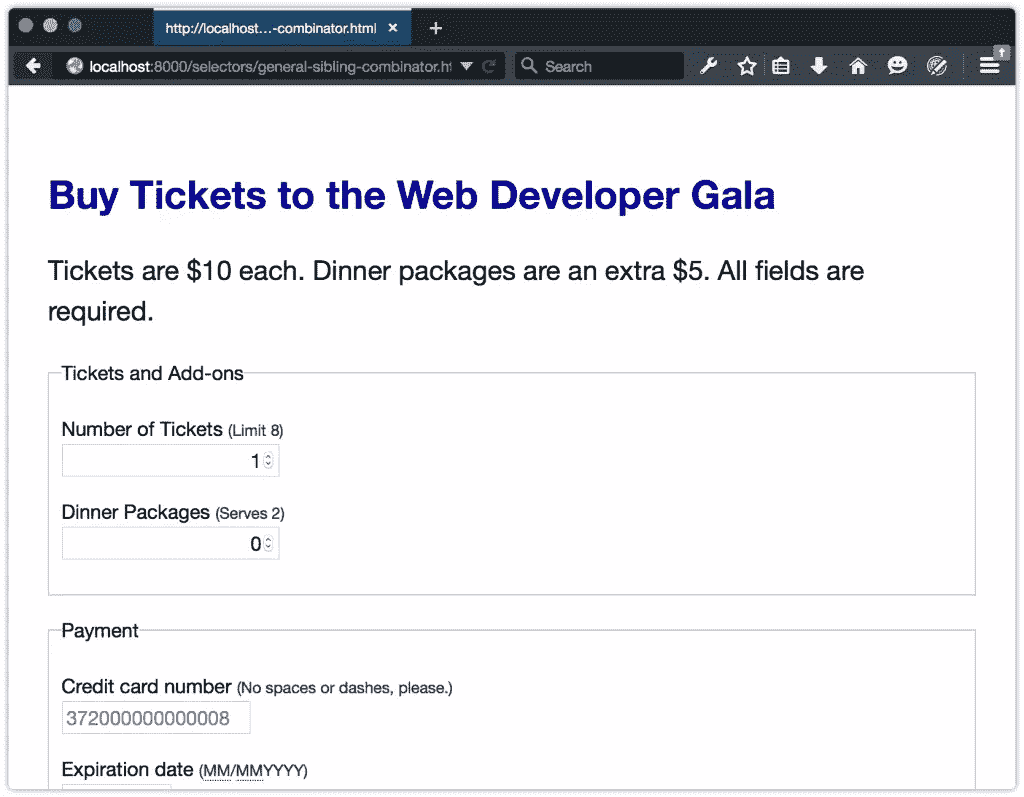 http://localhost...-combinator.html × +
localhost:8000/selectors/general-sibling-combinator.ht Search
Buy Tickets to the Web Developer Gala
Tickets are $10 each. Dinner packages are an extra $5. All fields are
required.
Tickets and Add-ons
Number of Tickets (Limit 8)
1
Dinner Packages (Serves 2)
0
Payment
Credit card number (No spaces or dashes, please.)
372000000000008
Expiration date (MM/MMYYYY)